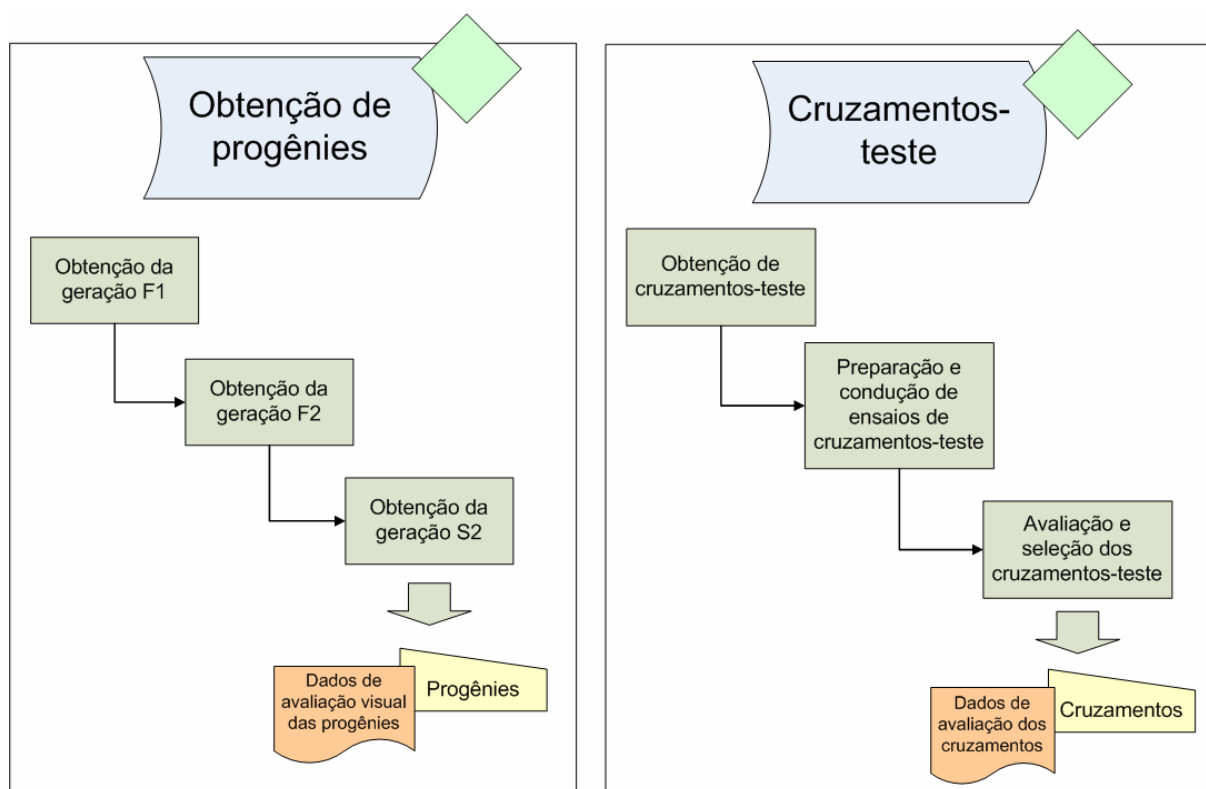 Obtenção de
progênies
Obtenção da
geração F1
Obtenção da
geração F2
Obtenção da
geração S2
Dados de
avaliação visual
das progênies
Progênies
Cruzamentos-
teste
Obtenção de
cruzamentos-teste
Preparação e
condução de
ensaios de
cruzamentos-teste
Avaliação e
seleção dos
cruzamentos-teste
Dados de
avaliação dos
cruzamentos
Cruzamentos